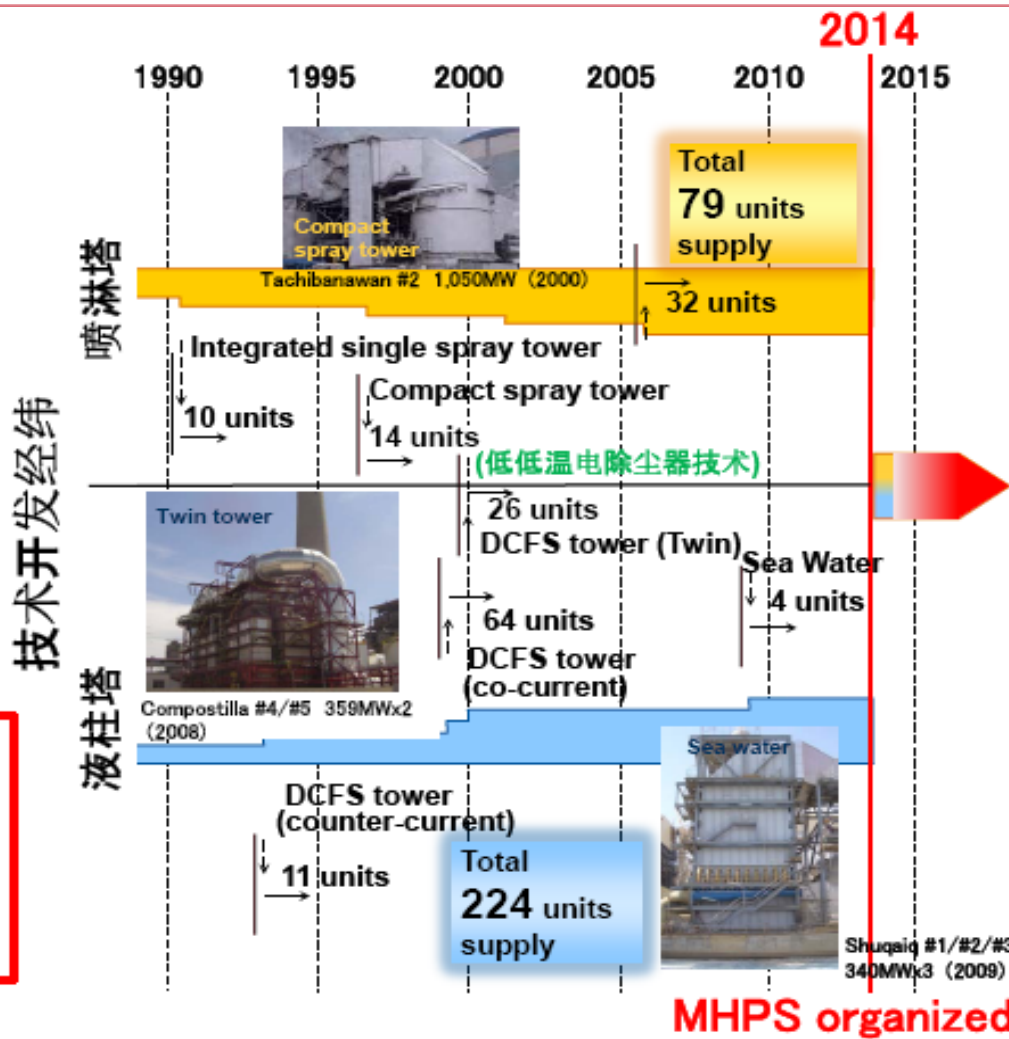 2014
1990 1995 2000 2005 2010 2015
Compact
spray tower
Total
79 units
supply
Tachibanawan #2 1,050MW (2000)
32 units
喷淋塔
Integrated single spray tower
10 units
Compact spray tower
14 units
(低低温电除尘器技术)
技术开发经纬
26 units
DCFS tower (Twin)
Twin tower
Sea Water
4 units
64 units
DCFS tower
(co-current)
液柱塔
Compostilla #4/#5 359MWx2
(2008)
Sea water
DCFS tower
(counter-current)
11 units
Total
224 units
supply
Shuqaiq #1/#2/#3
340MWx3 (2009)
MHPS organized